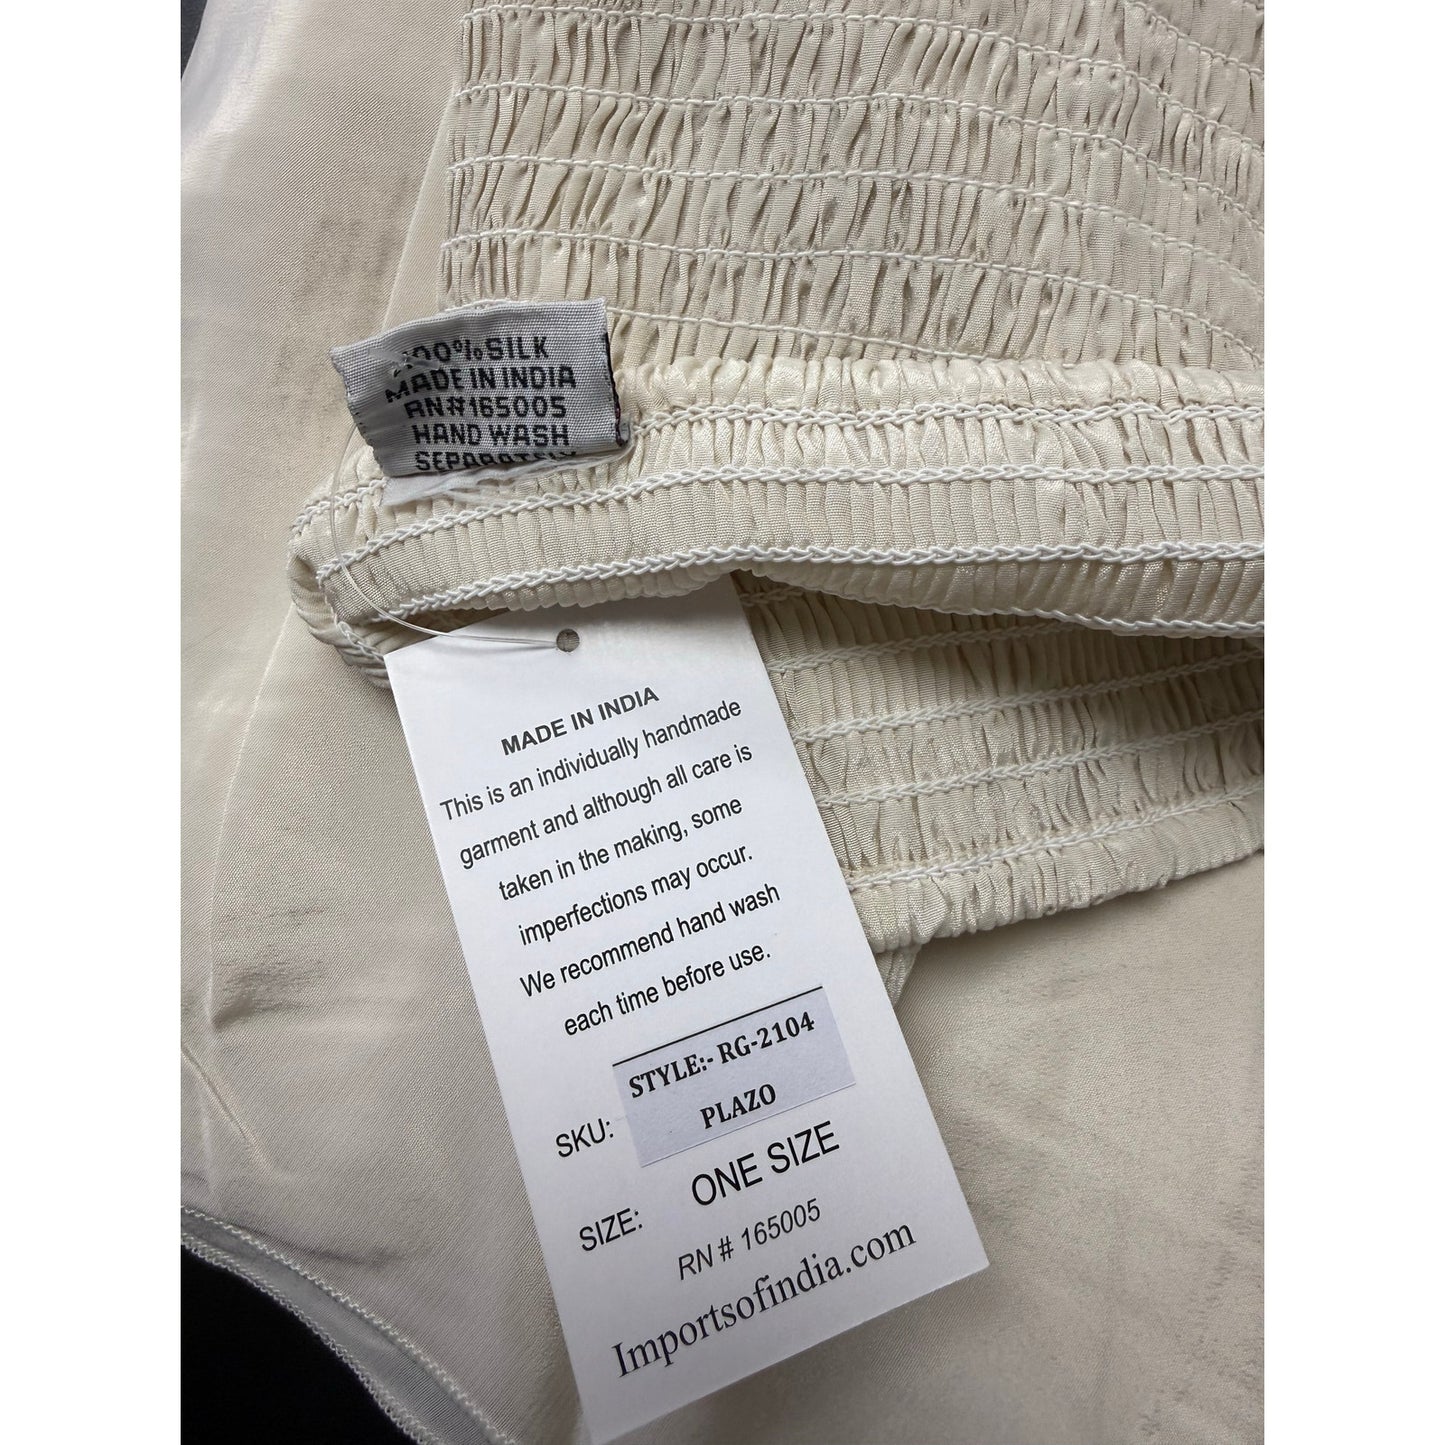 100% SILK
MADE IN INDIA
RN# 165005
HAND WASH
SEPARATELY
MADE IN INDIA
This is an individually handmade
garment and although all care is
taken in the making, some
imperfections may occur.
We recommend hand wash
each time before use.
STYLE:- RG-2104
SKU: PLAZO
SIZE: ONE SIZE
RN # 165005
Importsofindia.com